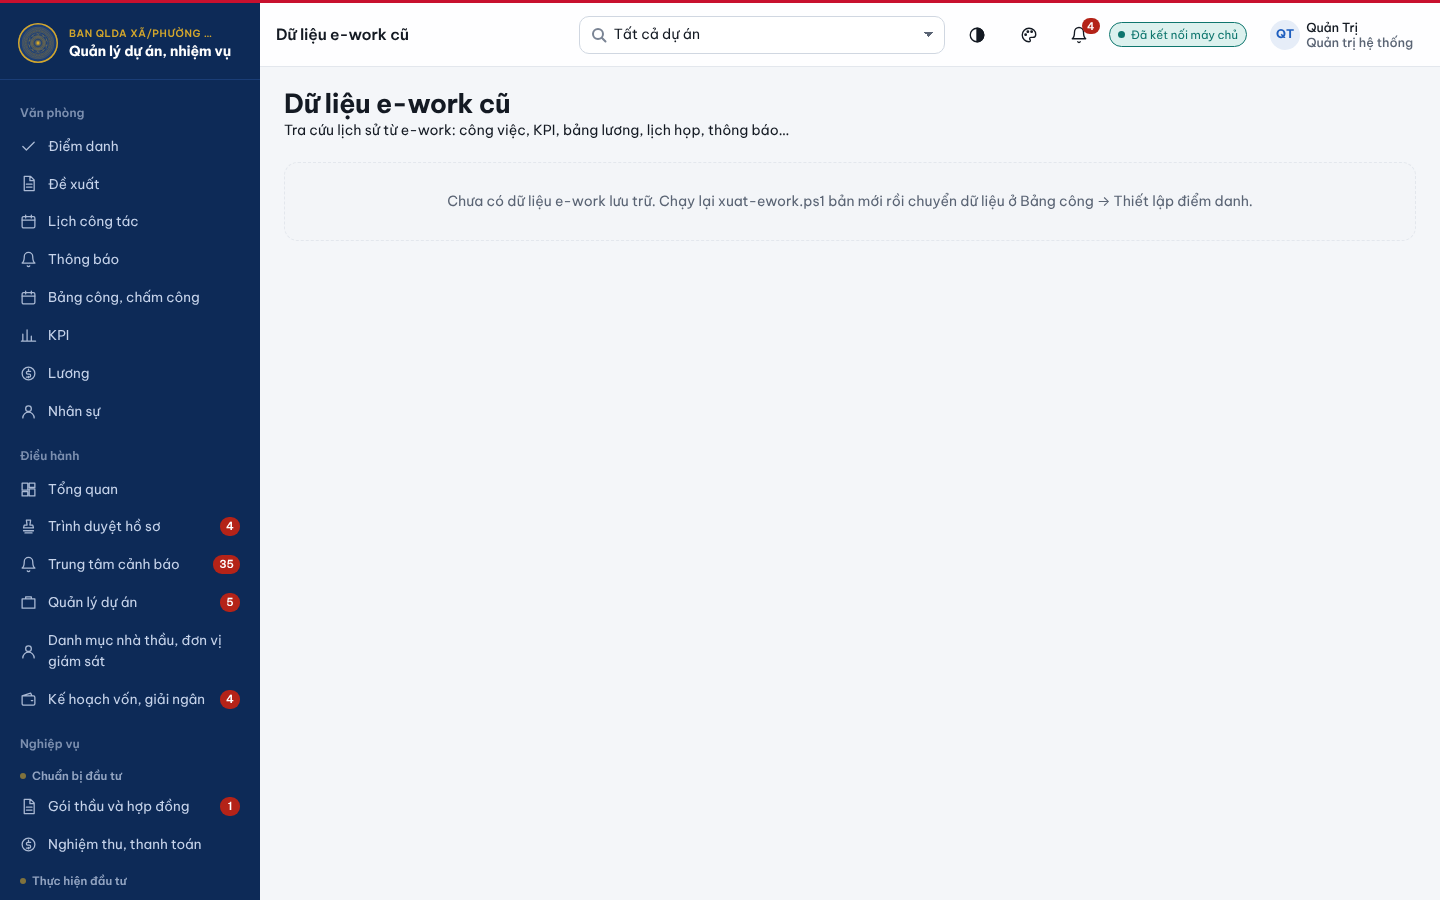 BAN QLDA XÃ/PHƯỜNG ...
Quản lý dự án, nhiệm vụ
Văn phòng
Điểm danh
Đề xuất
Lịch công tác
Thông báo
Bảng công, chấm công
KPI
Lương
Nhân sự
Điều hành
Tổng quan
Trình duyệt hồ sơ 4
Trung tâm cảnh báo 35
Quản lý dự án 5
Danh mục nhà thầu, đơn vị
giám sát
Kế hoạch vốn, giải ngân 4
Nghiệp vụ
Chuẩn bị đầu tư
Gói thầu và hợp đồng 1
Nghiệm thu, thanh toán
Thực hiện đầu tư
Dữ liệu e-work cũ
Tất cả dự án
4
Đã kết nối máy chủ
QT
Quản Trị
Quản trị hệ thống
Dữ liệu e-work cũ
Tra cứu lịch sử từ e-work: công việc, KPI, bảng lương, lịch họp, thông báo...
Chưa có dữ liệu e-work lưu trữ. Chạy lại xuat-ework.ps1 bản mới rồi chuyển dữ liệu ở Bảng công → Thiết lập điểm danh.